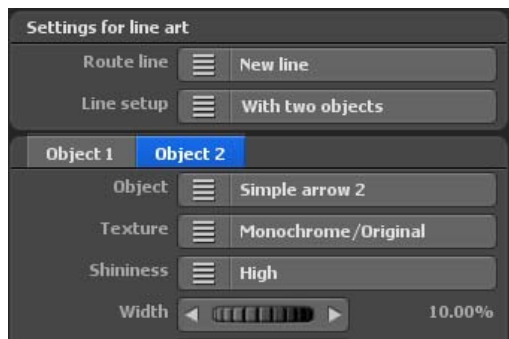 Settings for line art
Route line New line
Line setup With two objects
Object 1 Object 2
Object Simple arrow 2
Texture Monochrome/Original
Shininess High
Width 10.00%